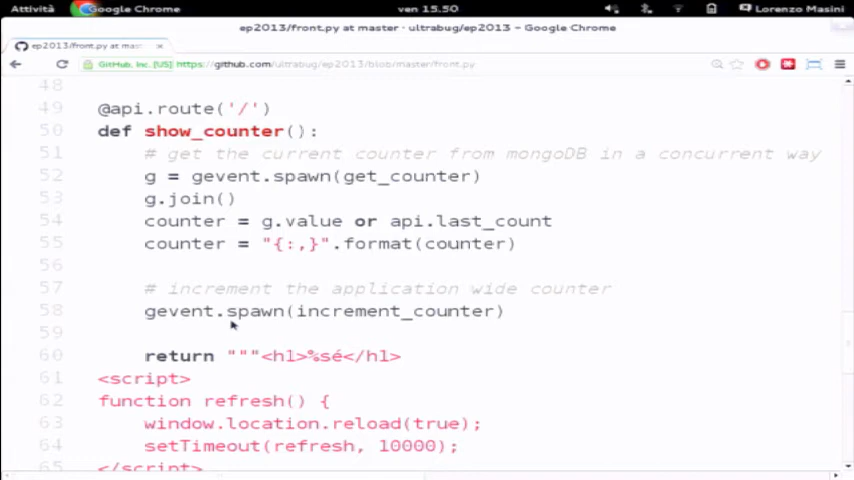 Attività Google Chrome ven 15.50 Lorenzo Masini
ep2013/front.py at master · ultrabug/ep2013 - Google Chrome
ep2013/front.py at mas
GitHub, Inc. [US] https://github.com/ultrabug/ep2013/blob/master/front.py
48
49 @api.route('/')
50 def show_counter():
51 # get the current counter from mongoDB in a concurrent way
52 g = gevent.spawn(get_counter)
53 g.join()
54 counter = g.value or api.last_count
55 counter = "{:,}".format(counter)
56
57 # increment the application wide counter
58 gevent.spawn(increment_counter)
59
60 return """<h1>%sé</h1>
61 <script>
62 function refresh() {
63 window.location.reload(true);
64 setTimeout(refresh, 10000);
65 </script>